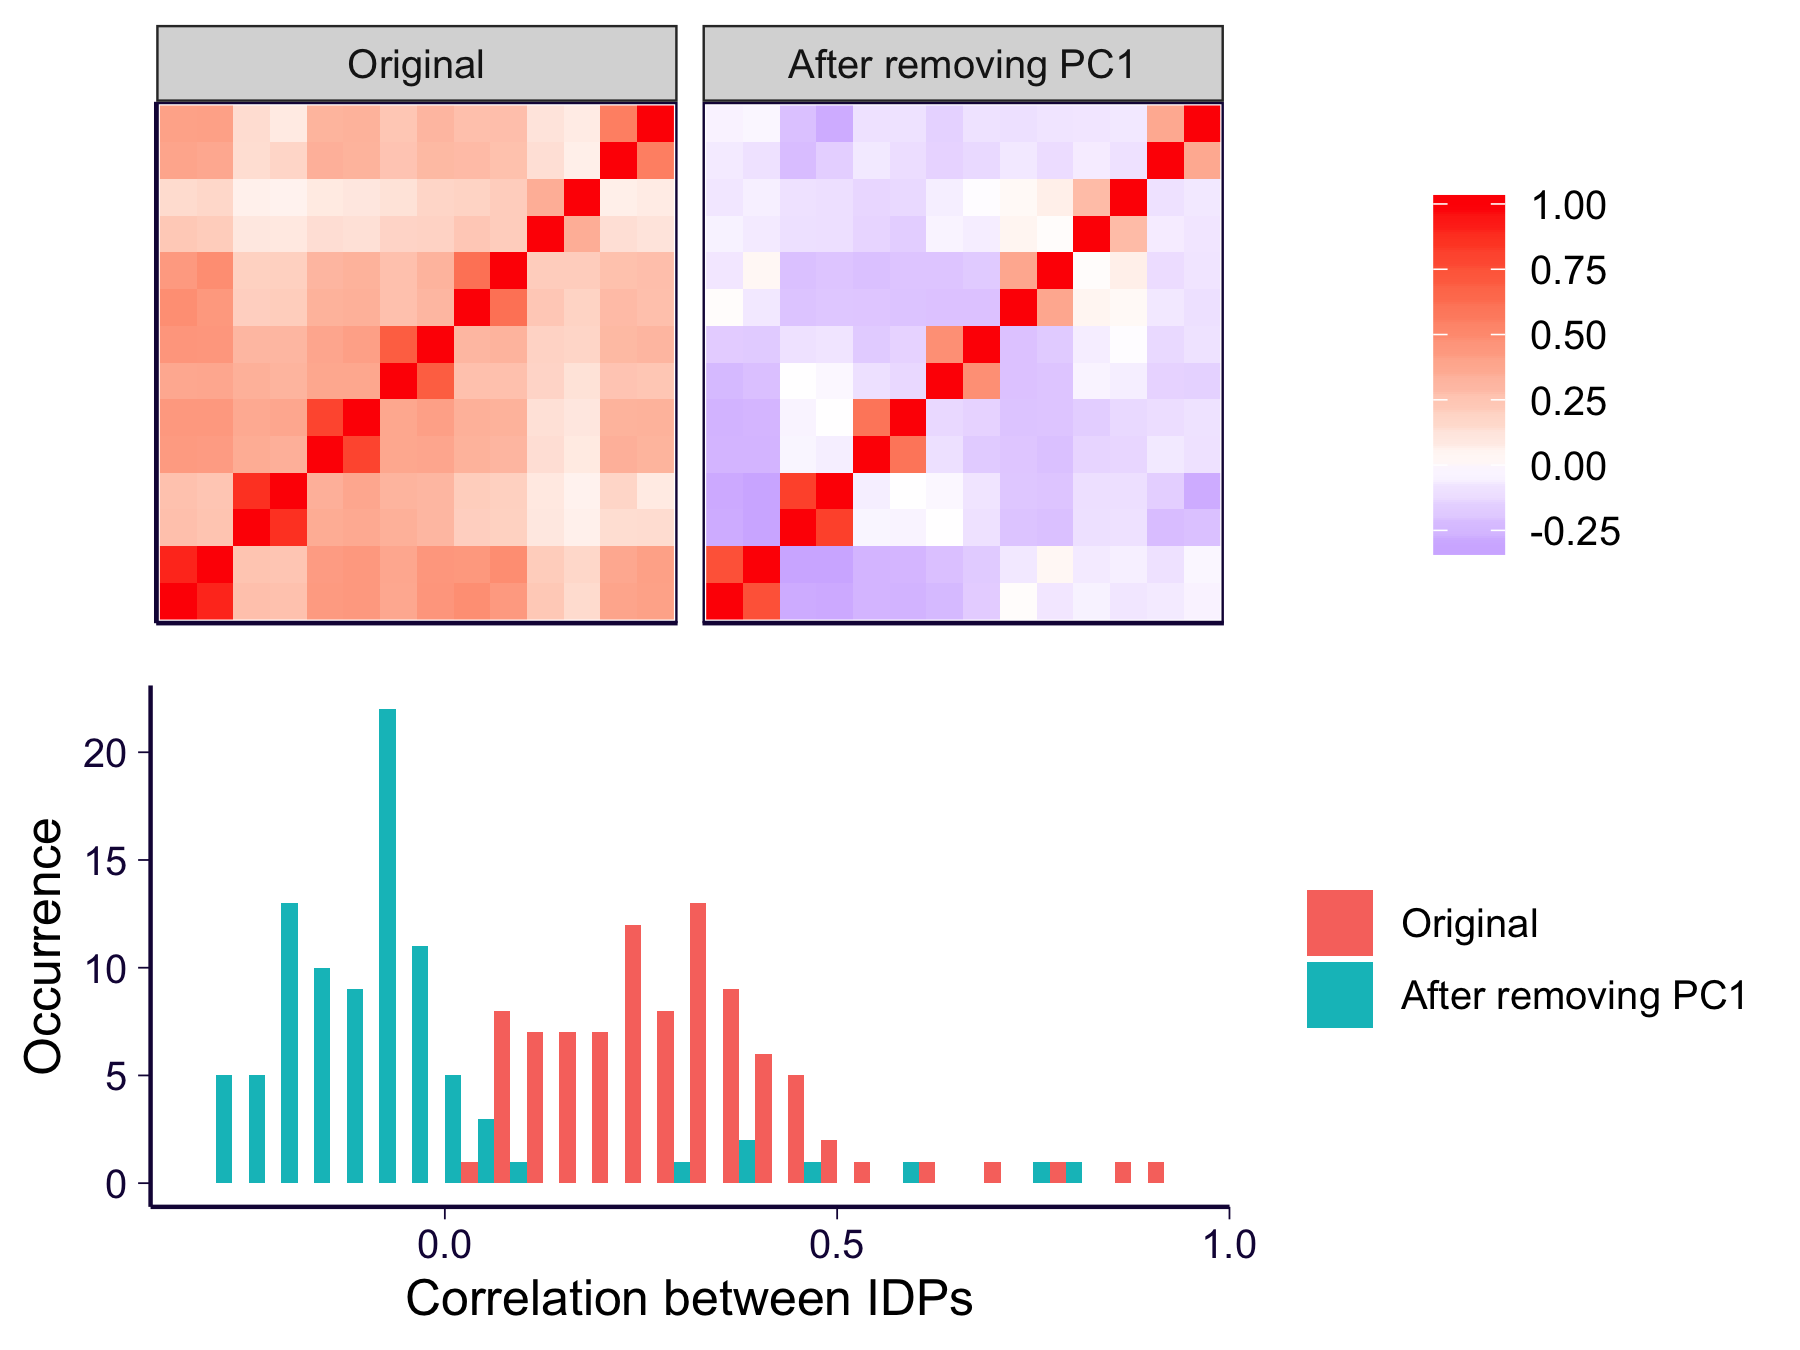 Original
After removing PC1
1.00
0.75
0.50
0.25
0.00
-0.25
Occurrence
20
15
10
5
0
0.0
0.5
1.0
Correlation between IDPs
Original
After removing PC1